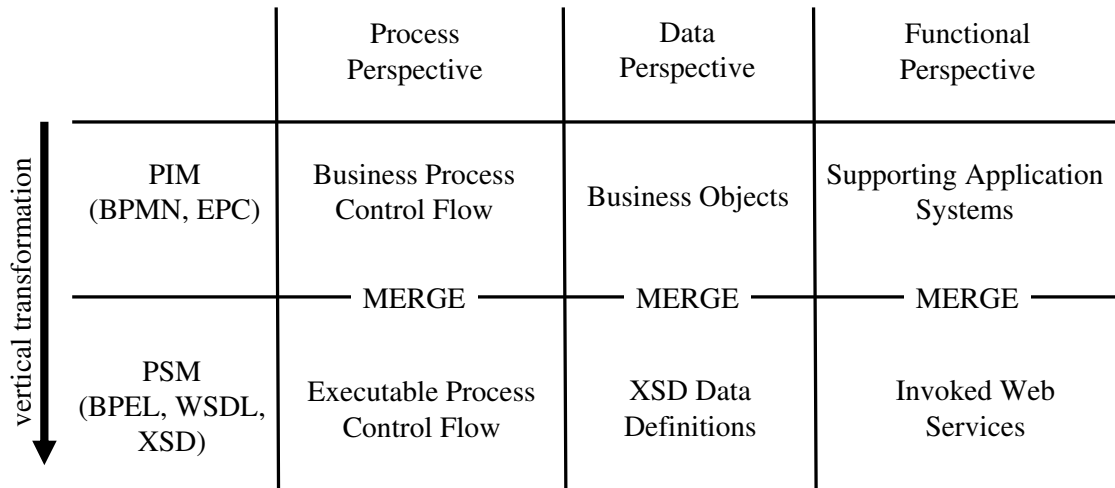 Process
Perspective
Data
Perspective
Functional
Perspective
vertical transformation
PIM
(BPMN, EPC)
Business Process
Control Flow
Business Objects
Supporting Application
Systems
MERGE
MERGE
MERGE
PSM
(BPEL, WSDL,
XSD)
Executable Process
Control Flow
XSD Data
Definitions
Invoked Web
Services